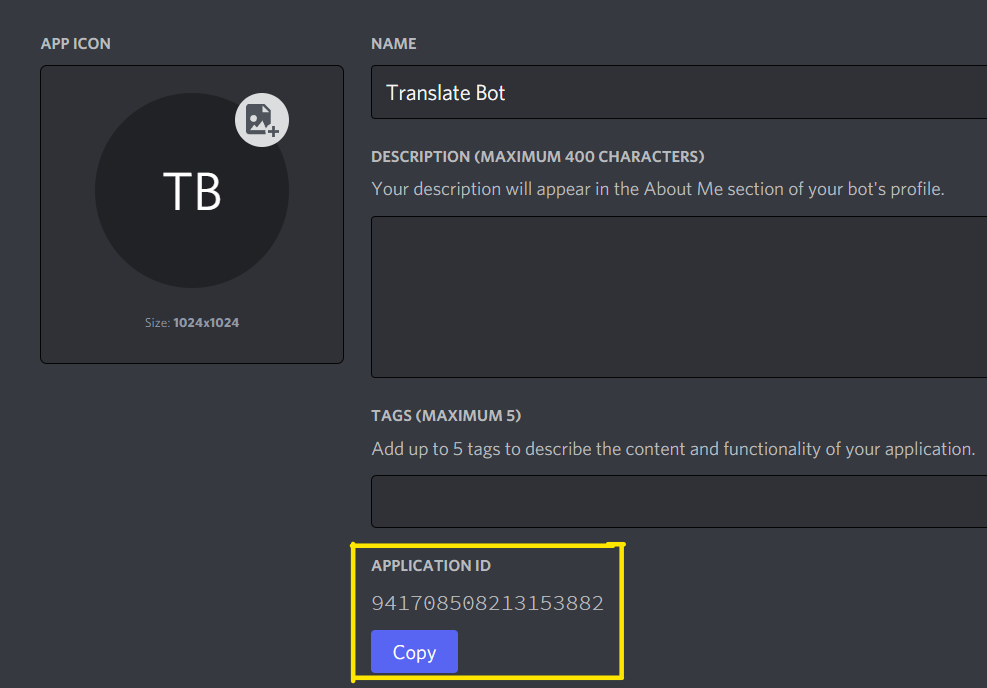 APP ICON
TB
Size: 1024x1024
NAME
Translate Bot
DESCRIPTION (MAXIMUM 400 CHARACTERS)
Your description will appear in the About Me section of your bot's profile.
TAGS (MAXIMUM 5)
Add up to 5 tags to describe the content and functionality of your application.
APPLICATION ID
941708508213153882
Copy